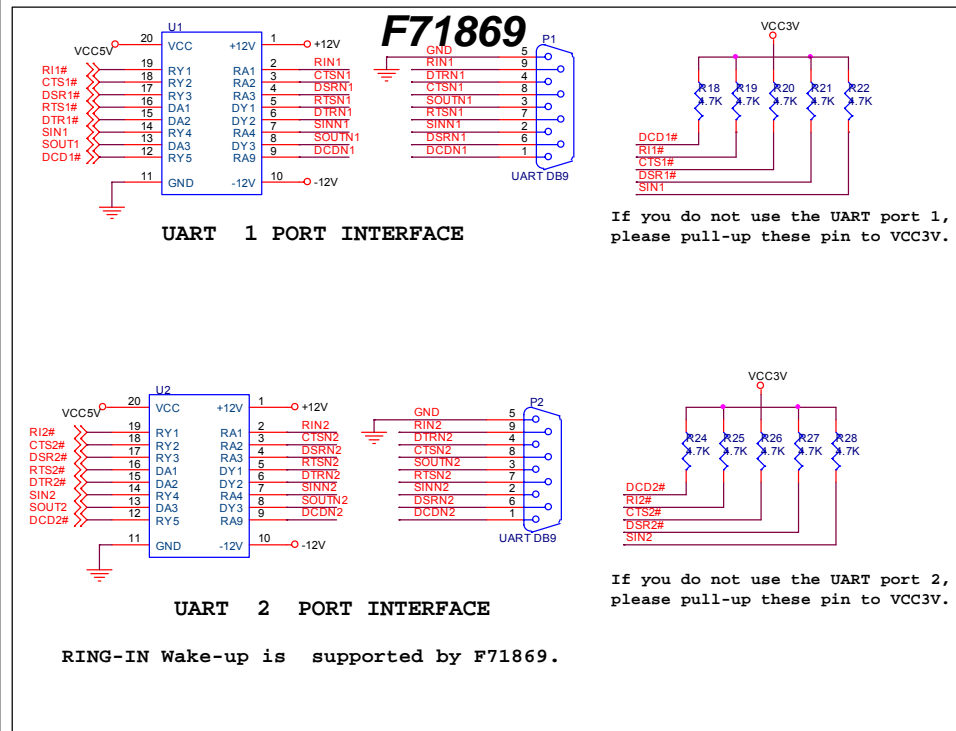 F71869
U1
VCC5V
20 VCC +12V 1 +12V
RI1# 19 RY1 RA1 2 RIN1
CTS1# 18 RY2 RA2 3 CTSN1
DSR1# 17 RY3 RA3 4 DSRN1
RTS1# 16 DA1 DY1 5 RTSN1
DTR1# 15 DA2 DY2 6 DTRN1
SIN1 14 RY4 RA4 7 SINN1
SOUT1 13 DA3 DY3 8 SOUTN1
DCD1# 12 RY5 RA9 9 DCDN1
11 GND -12V 10 -12V
P1
GND 5
RIN1 9
DTRN1 4
CTSN1 8
SOUTN1 3
RTSN1 7
SINN1 2
DSRN1 6
DCDN1 1
UART DB9
UART 1 PORT INTERFACE
VCC3V
R18 R19 R20 R21 R22
4.7K 4.7K 4.7K 4.7K 4.7K
DCD1#
RI1#
CTS1#
DSR1#
SIN1
If you do not use the UART port 1,
please pull-up these pin to VCC3V.
U2
VCC5V
20 VCC +12V 1 +12V
RI2# 19 RY1 RA1 2 RIN2
CTS2# 18 RY2 RA2 3 CTSN2
DSR2# 17 RY3 RA3 4 DSRN2
RTS2# 16 DA1 DY1 5 RTSN2
DTR2# 15 DA2 DY2 6 DTRN2
SIN2 14 RY4 RA4 7 SINN2
SOUT2 13 DA3 DY3 8 SOUTN2
DCD2# 12 RY5 RA9 9 DCDN2
11 GND -12V 10 -12V
P2
GND 5
RIN2 9
DTRN2 4
CTSN2 8
SOUTN2 3
RTSN2 7
SINN2 2
DSRN2 6
DCDN2 1
UART DB9
UART 2 PORT INTERFACE
VCC3V
R24 R25 R26 R27 R28
4.7K 4.7K 4.7K 4.7K 4.7K
DCD2#
RI2#
CTS2#
DSR2#
SIN2
If you do not use the UART port 2,
please pull-up these pin to VCC3V.
RING-IN Wake-up is supported by F71869.